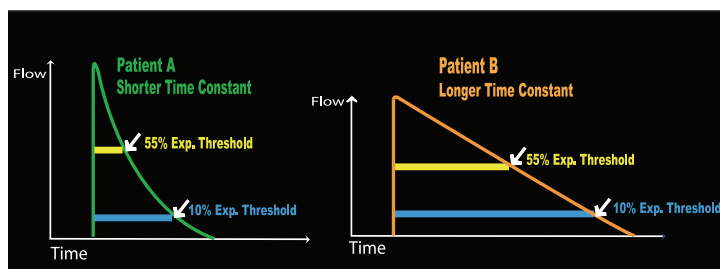 Patient A
Shorter Time Constant
Flow
55% Exp. Threshold
10% Exp. Threshold
Time
Patient B
Longer Time Constant
Flow
55% Exp. Threshold
10% Exp. Threshold
Time